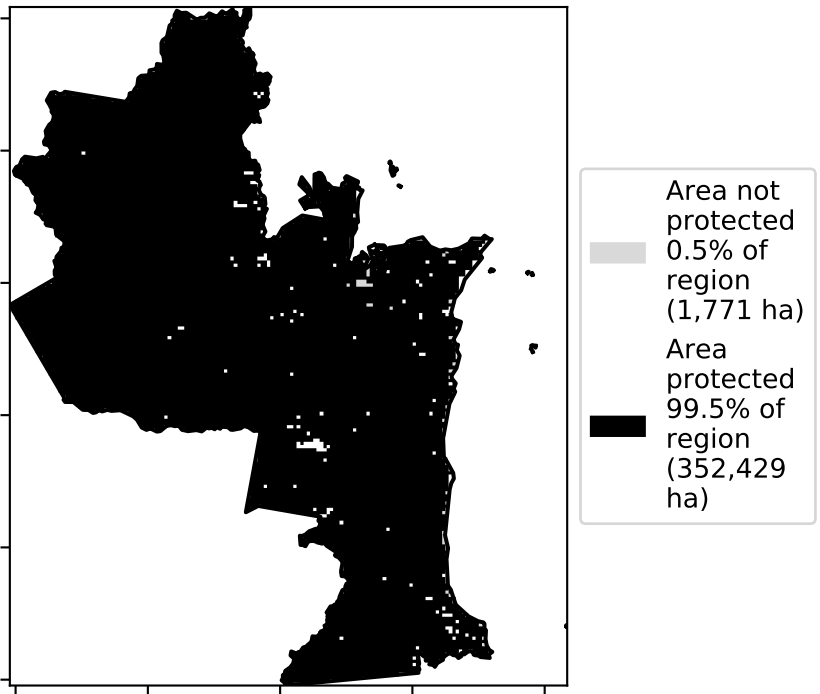 Area not
protected
0.5% of
region
(1,771 ha)
Area
protected
99.5% of
region
(352,429
ha)